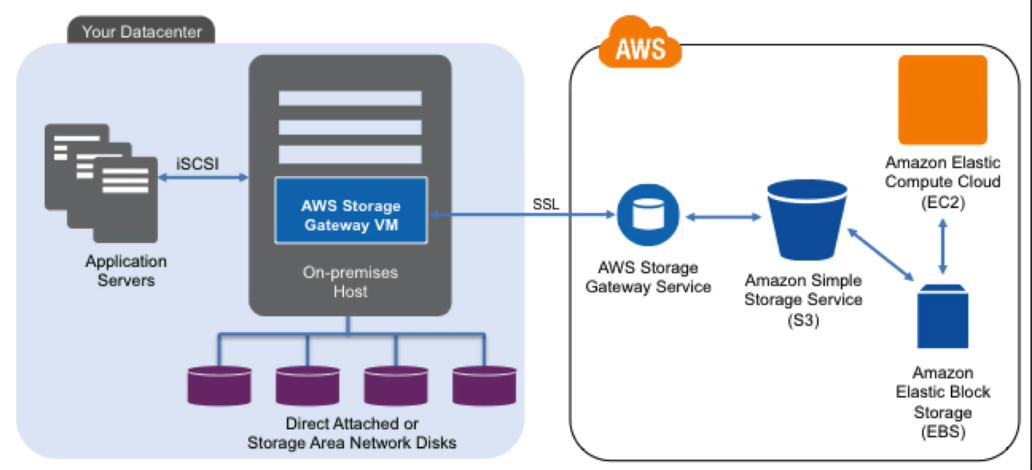 Your Datacenter
AWS
iSCSI
Application
Servers
AWS Storage
Gateway VM
On-premises
Host
Direct Attached or
Storage Area Network Disks
SSL
AWS Storage
Gateway Service
Amazon Simple
Storage Service
(S3)
Amazon Elastic
Compute Cloud
(EC2)
Amazon
Elastic Block
Storage
(EBS)